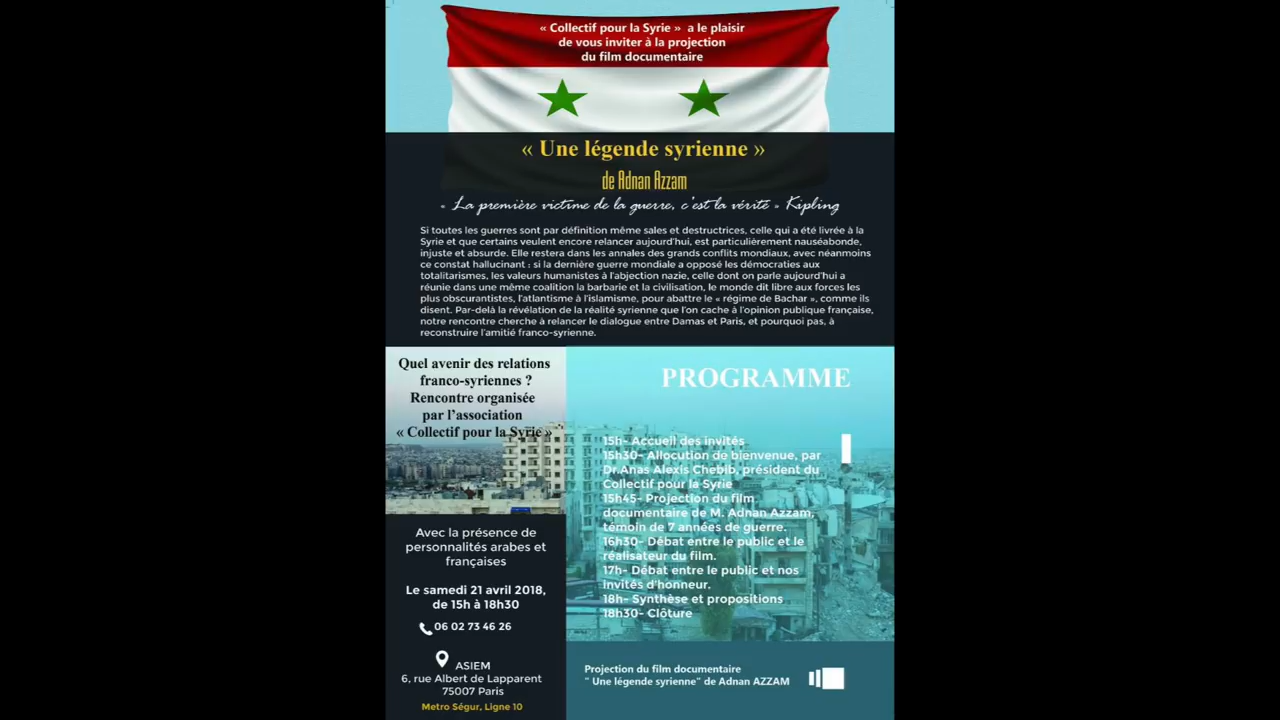 « Collectif pour la Syrie » a le plaisir
de vous inviter à la projection
du film documentaire
« Une légende syrienne »
de Adnan Azzam
« La première victime de la guerre, c'est la vérité » Kipling
Si toutes les guerres sont par définition même sales et destructrices, celle qui a été livrée à la
Syrie et que certains veulent encore relancer aujourd'hui, est particulièrement nauséabonde,
injuste et absurde. Elle restera dans les annales des grands conflits mondiaux, avec néanmoins
ce constat hallucinant : si la dernière guerre mondiale a opposé les démocraties aux
totalitarismes, les valeurs humanistes à l'abjection nazie, celle dont on parle aujourd'hui a
réunie dans une même coalition la barbarie et la civilisation, le monde dit libre aux forces les
plus obscurantistes, l'atlantisme à l'islamisme, pour abattre le « régime de Bachar », comme ils
disent. Par-delà la révélation de la réalité syrienne que l'on cache à l'opinion publique française,
notre rencontre cherche à relancer le dialogue entre Damas et Paris, et pourquoi pas, à
reconstruire l'amitié franco-syrienne.
Quel avenir des relations
franco-syriennes ?
Rencontre organisée
par l'association
« Collectif pour la Syrie »
Avec la présence de
personnalités arabes et
françaises
Le samedi 21 avril 2018,
de 15h à 18h30
06 02 73 46 26
ASIEM
6, rue Albert de Lapparent
75007 Paris
Metro Ségur, Ligne 10
PROGRAMME
15h- Accueil des invités
15h30- Allocution de bienvenue, par
Dr.Anas Alexis Chebib, président du
Collectif pour la Syrie
15h45- Projection du film
documentaire de M. Adnan Azzam,
témoin de 7 années de guerre.
16h30- Débat entre le public et le
réalisateur du film.
17h- Débat entre le public et nos
invités d'honneur.
18h- Synthèse et propositions
18h30- Clôture
Projection du film documentaire
" Une légende syrienne" de Adnan AZZAM